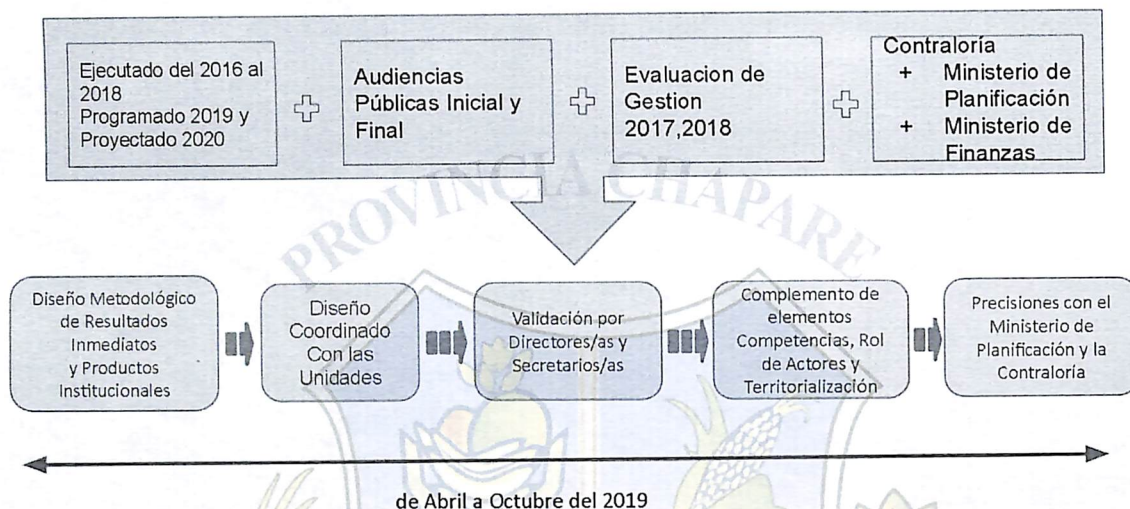 Ejecutado del 2016 al
2018
Programado 2019 y
Proyectado 2020
Audiencias
Públicas Inicial y
Final
Evaluacion de
Gestion
2017,2018
Contraloría
+ Ministerio de
Planificación
+ Ministerio de
Finanzas
PROVINCIA CHAPARE
Diseño Metodológico
de Resultados
Inmediatos
y Productos
Institucionales
Diseño
Coordinado
Con las
Unidades
Validación por
Directores/as y
Secretarios/as
Complemento de
elementos
Competencias, Rol
de Actores y
Territorialización
Precisiones con el
Ministerio de
Planificación y la
Contraloría
de Abril a Octubre del 2019